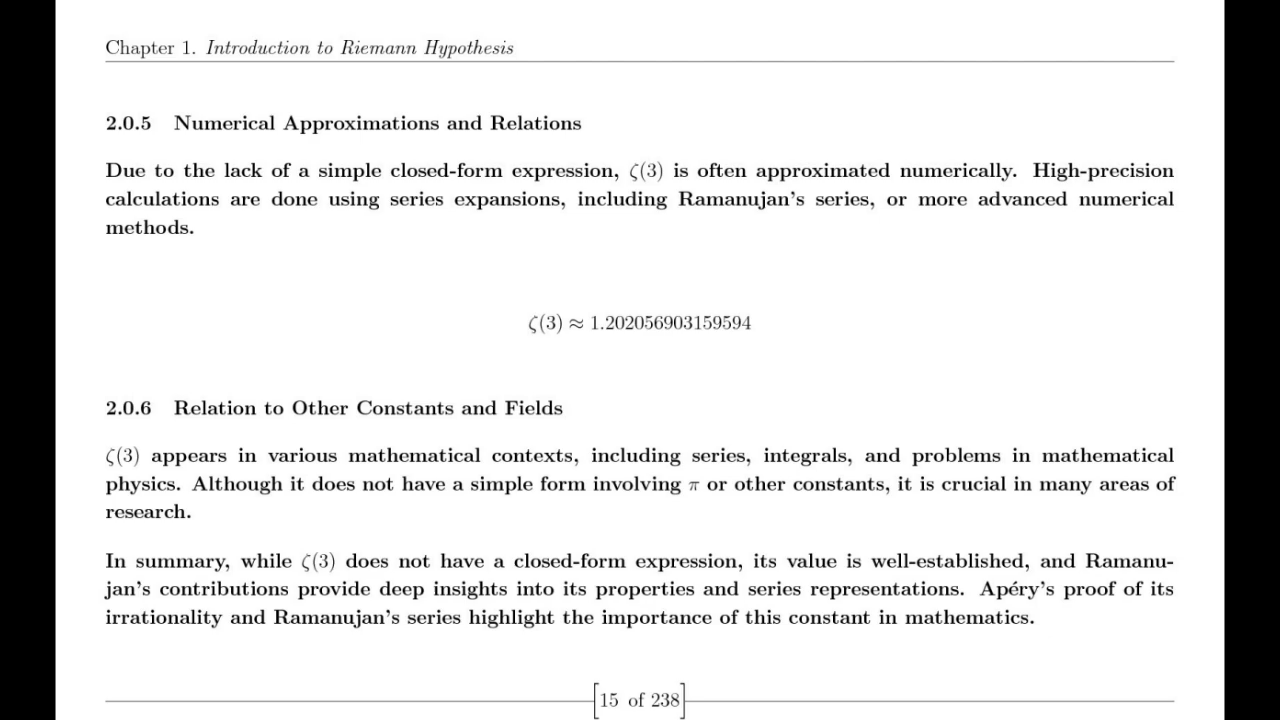 Chapter 1. Introduction to Riemann Hypothesis
2.0.5 Numerical Approximations and Relations
Due to the lack of a simple closed-form expression, ζ(3) is often approximated numerically. High-precision
calculations are done using series expansions, including Ramanujan's series, or more advanced numerical
methods.
ζ(3) ≈ 1.202056903159594
2.0.6 Relation to Other Constants and Fields
ζ(3) appears in various mathematical contexts, including series, integrals, and problems in mathematical
physics. Although it does not have a simple form involving π or other constants, it is crucial in many areas of
research.
In summary, while ζ(3) does not have a closed-form expression, its value is well-established, and Ramanu-
jan's contributions provide deep insights into its properties and series representations. Apéry's proof of its
irrationality and Ramanujan's series highlight the importance of this constant in mathematics.
[15 of 238]